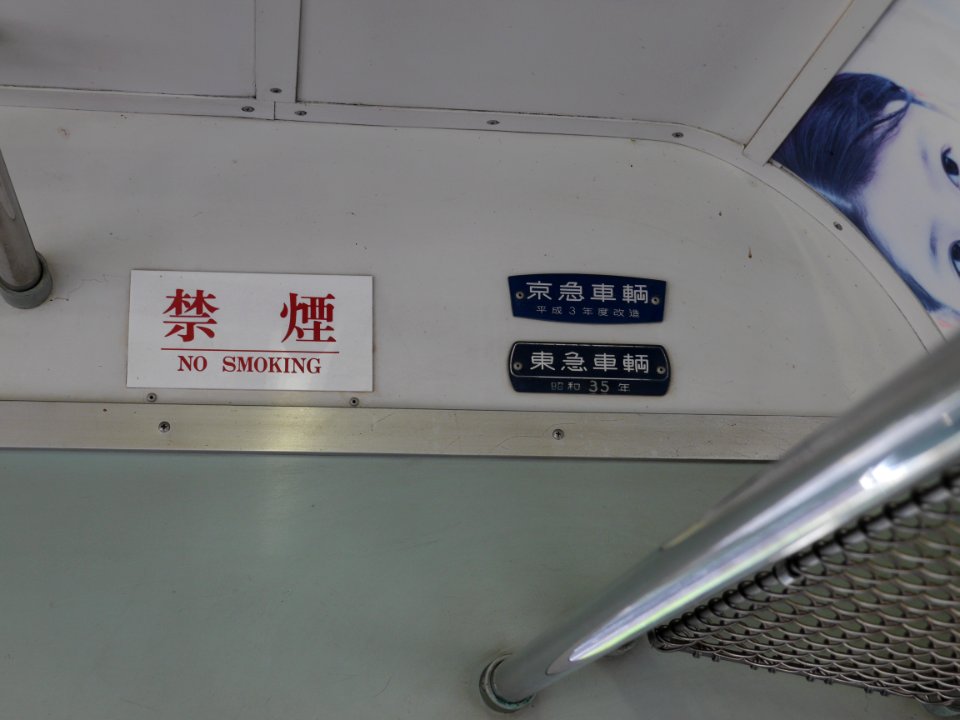 禁 煙
NO SMOKING
京急車輌
平成3年度改造
東急車輌
昭和35年